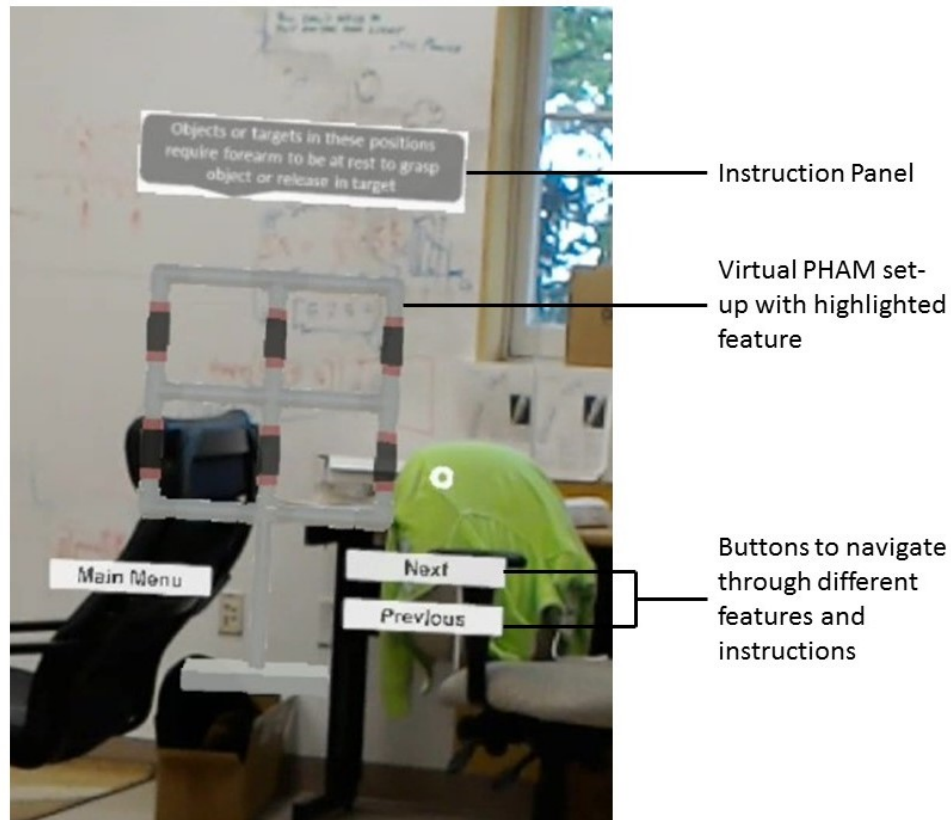 Objects or targets in these positions
require forearm to be at rest to grasp
object or release in target
Instruction Panel
Virtual PHAM set-
up with highlighted
feature
Main Menu
Next
Previous
Buttons to navigate
through different
features and
instructions